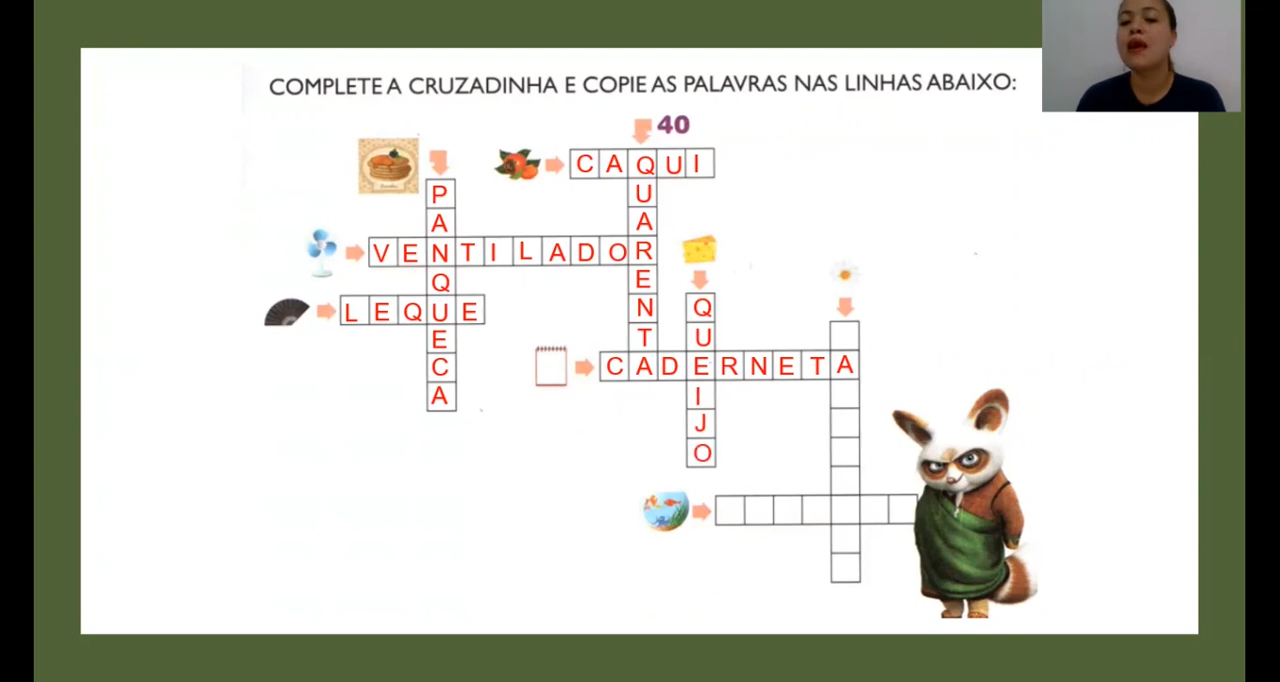 COMPLETE A CRUZADINHA E COPIE AS PALAVRAS NAS LINHAS ABAIXO:
40
CAQUI
PANQUECA
QUARENTA
VENTILADOR
LEQUE
QUEIJO
CADERNETA